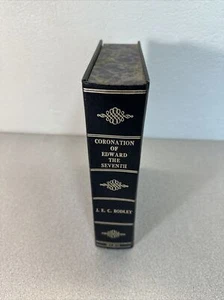 CORONATION
OF
EDWARD
THE
SEVENTH
J. E. C. BODLEY